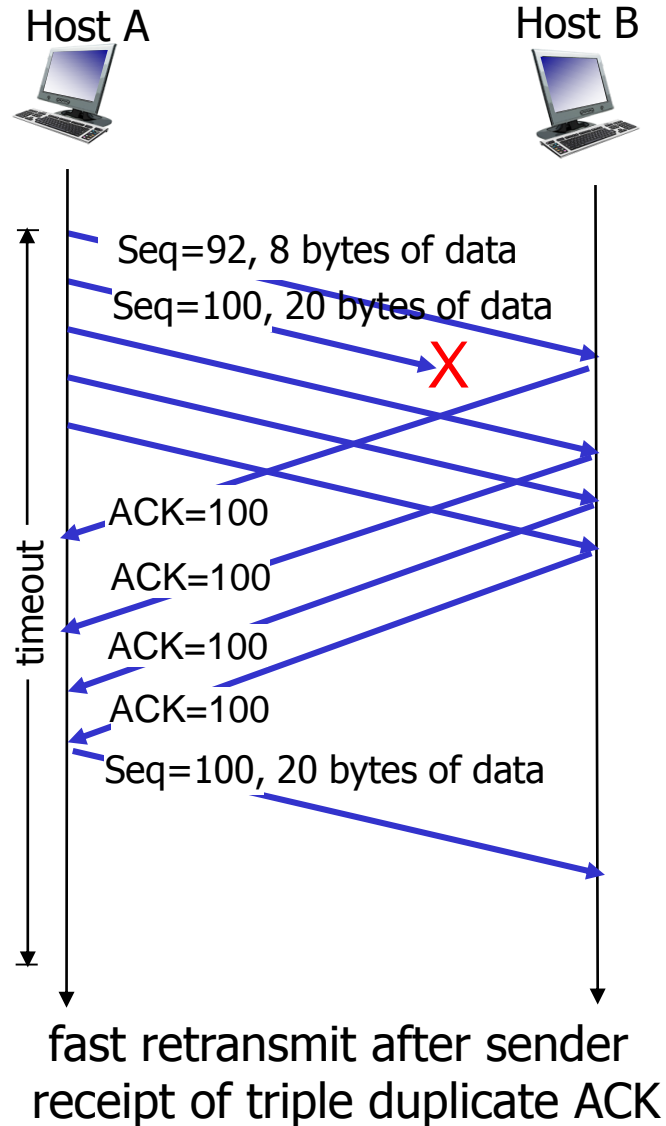 Host A
Host B
Seq=92, 8 bytes of data
Seq=100, 20 bytes of data
X
timeout
ACK=100
ACK=100
ACK=100
ACK=100
Seq=100, 20 bytes of data
fast retransmit after sender
receipt of triple duplicate ACK